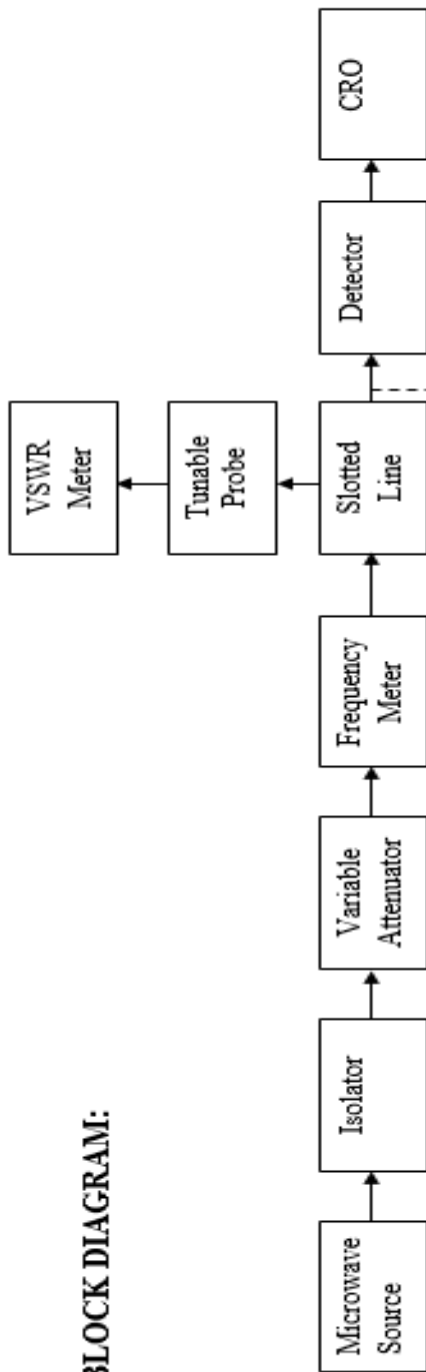 BLOCK DIAGRAM:
VSWR
Meter
Tunable
Probe
Microwave
Source
Isolator
Variable
Attenuator
Frequency
Meter
Slotted
Line
Detector
CRO